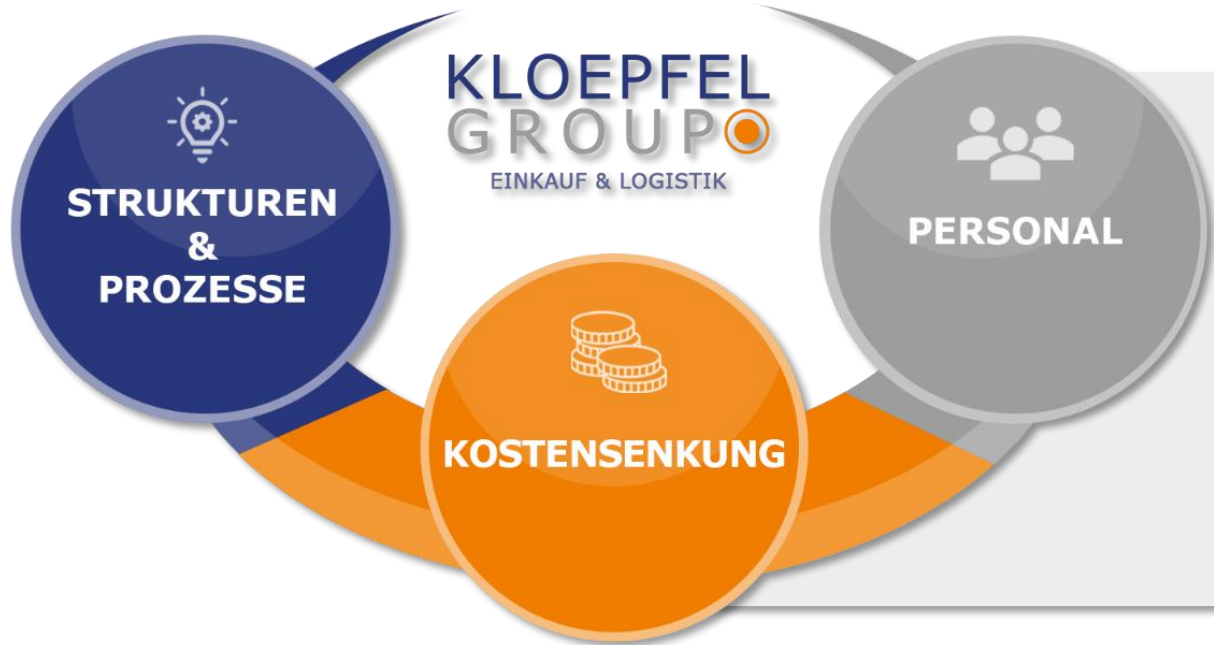 KLOEPFEL
GROUP
EINKAUF & LOGISTIK
STRUKTUREN
&
PROZESSE
PERSONAL
KOSTENSENKUNG